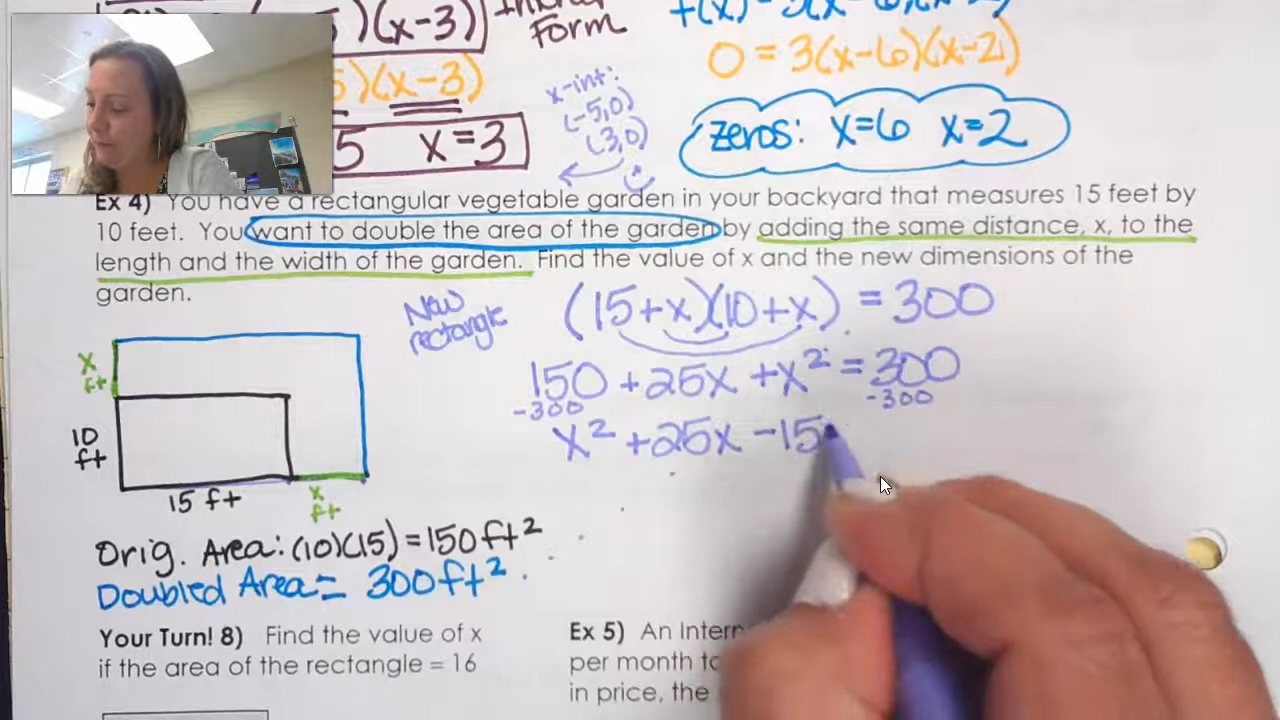 )(x-3)
Form
5)(x-3)
5 x=3
x-int:
(-5,0)
(3,0)
0 = 3(x-6)(x-2)
zeros: x=6 x=2
Ex 4) You have a rectangular vegetable garden in your backyard that measures 15 feet by
10 feet. You want to double the area of the garden by adding the same distance, x, to the
length and the width of the garden. Find the value of x and the new dimensions of the
garden.
New
rectangle
(15+x)(10+x) = 300
150 +25x +x² = 300
-300 -300
x² +25x -15
x
ft
10
ft
15 ft
x
ft
Orig. Area: (10)(15) = 150 ft²
Doubled Area = 300 ft².
Your Turn! 8) Find the value of x
if the area of the rectangle = 16
Ex 5) An Intern
per month to
in price, the